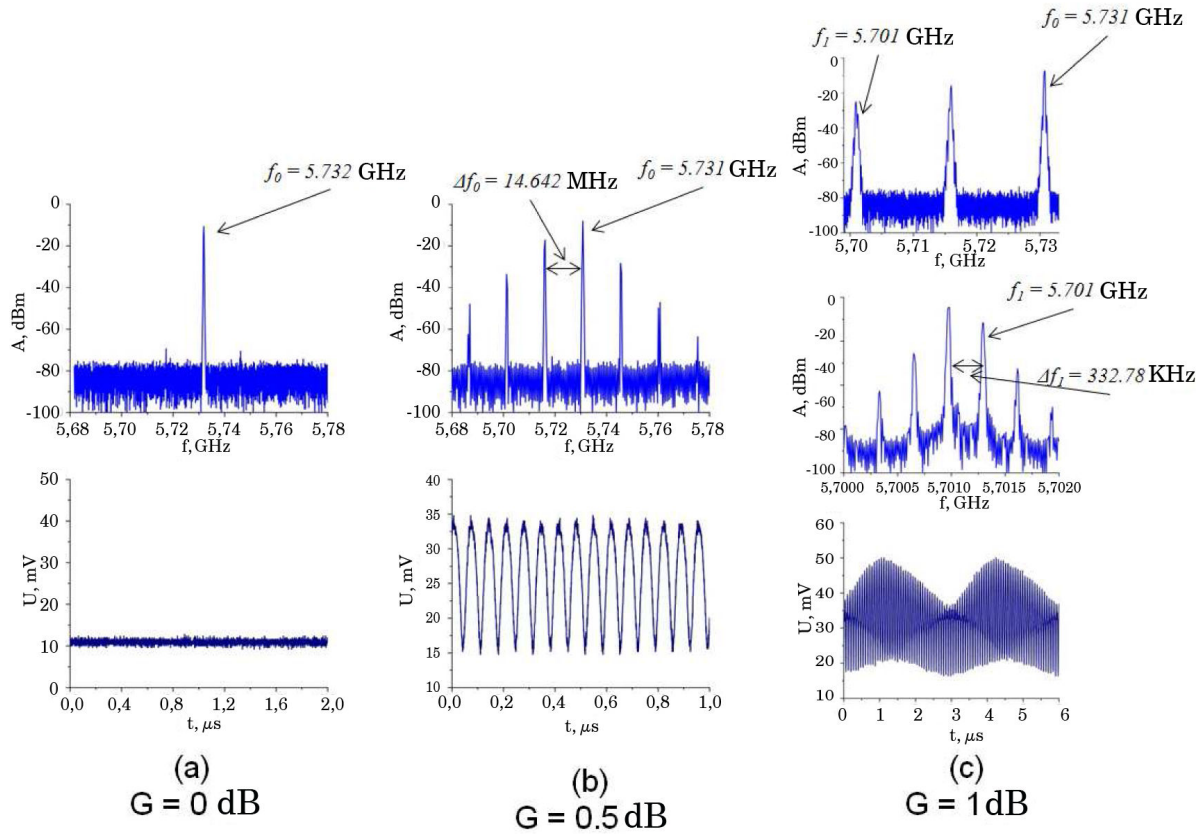 f₀ = 5.732 GHz
0
-20
-40
-60
-80
-100
A, dBm
5,68 5,70 5,72 5,74 5,76 5,78
f, GHz
50
40
30
20
10
0
U, mV
0,0 0,4 0,8 1,2 1,6 2,0
t, μs
(a)
G = 0 dB
Δf₀ = 14.642 MHz
f₀ = 5.731 GHz
0
-20
-40
-60
-80
-100
A, dBm
5,68 5,70 5,72 5,74 5,76 5,78
f, GHz
40
35
30
25
20
15
10
U, mV
0,0 0,2 0,4 0,6 0,8 1,0
t, μs
(b)
G = 0.5 dB
f₁ = 5.701 GHz
f₀ = 5.731 GHz
0
-20
-40
-60
-80
-100
A, dBm
5,70 5,71 5,72 5,73
f, GHz
f₁ = 5.701 GHz
Δf₁ = 332.78 KHz
0
-20
-40
-60
-80
-100
A, dBm
5,7000 5,7005 5,7010 5,7015 5,7020
f, GHz
60
50
40
30
20
10
U, mV
0 1 2 3 4 5 6
t, μs
(c)
G = 1 dB